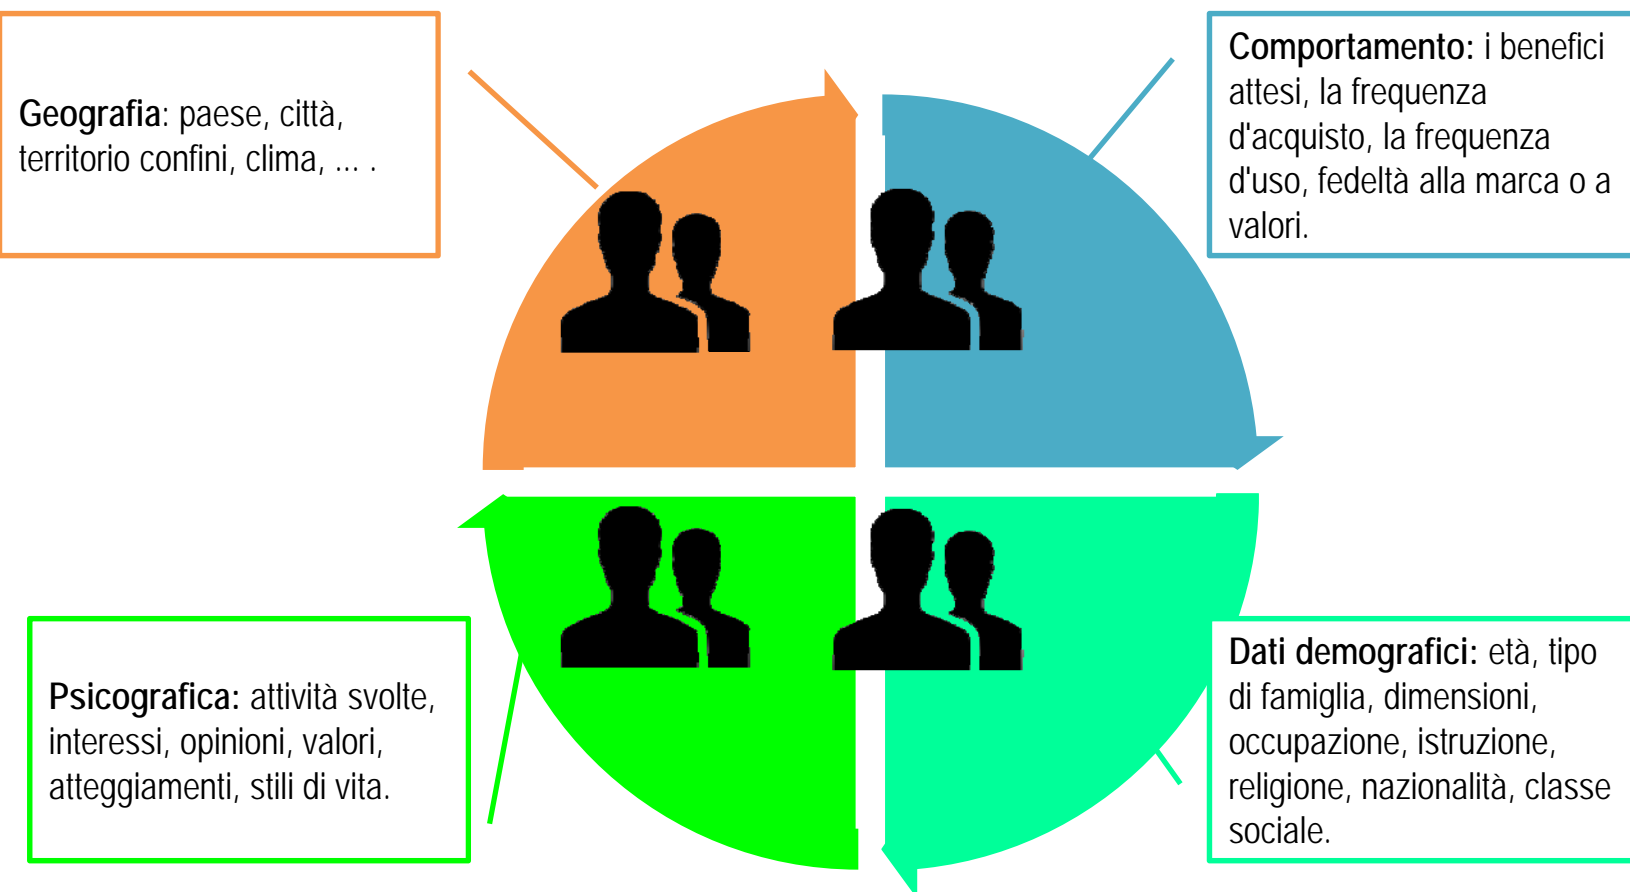 Geografia: paese, città,
territorio confini, clima, ... .
Comportamento: i benefici
attesi, la frequenza
d'acquisto, la frequenza
d'uso, fedeltà alla marca o a
valori.
Psicografica: attività svolte,
interessi, opinioni, valori,
atteggiamenti, stili di vita.
Dati demografici: età, tipo
di famiglia, dimensioni,
occupazione, istruzione,
religione, nazionalità, classe
sociale.